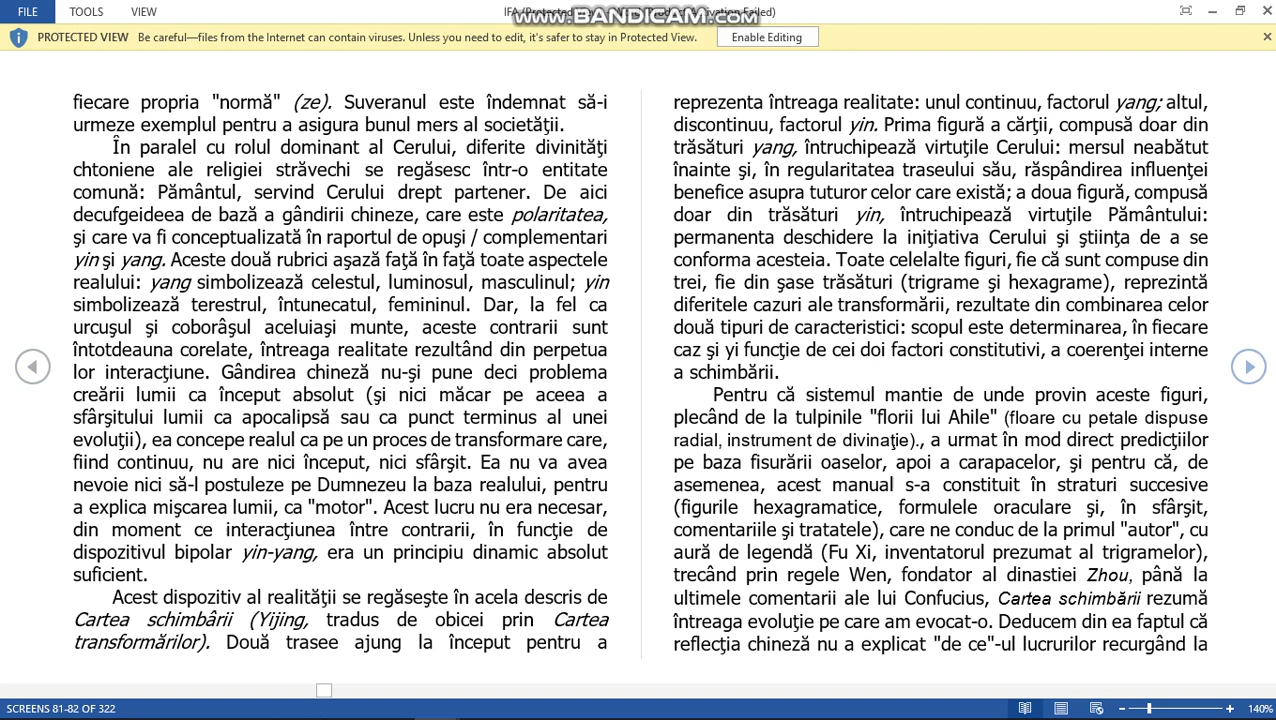 FILE TOOLS VIEW
www.BANDICAM.com
PROTECTED VIEW Be careful—files from the Internet can contain viruses. Unless you need to edit, it's safer to stay in Protected View. Enable Editing
fiecare propria "normă" (ze). Suveranul este îndemnat să-i
urmeze exemplul pentru a asigura bunul mers al societăţii.
În paralel cu rolul dominant al Cerului, diferite divinităţi
chtoniene ale religiei străvechi se regăsesc într-o entitate
comună: Pământul, servind Cerului drept partener. De aici
decufgeideea de bază a gândirii chineze, care este polaritatea,
şi care va fi conceptualizată în raportul de opuşi / complementari
yin şi yang. Aceste două rubrici aşază faţă în faţă toate aspectele
realului: yang simbolizează celestul, luminosul, masculinul; yin
simbolizează terestrul, întunecatul, femininul. Dar, la fel ca
urcuşul şi coborâşul aceluiaşi munte, aceste contrarii sunt
întotdeauna corelate, întreaga realitate rezultând din perpetua
lor interacţiune. Gândirea chineză nu-şi pune deci problema
creării lumii ca început absolut (şi nici măcar pe aceea a
sfârşitului lumii ca apocalipsă sau ca punct terminus al unei
evoluţii), ea concepe realul ca pe un proces de transformare care,
fiind continuu, nu are nici început, nici sfârşit. Ea nu va avea
nevoie nici să-l postuleze pe Dumnezeu la baza realului, pentru
a explica mişcarea lumii, ca "motor". Acest lucru nu era necesar,
din moment ce interacţiunea între contrarii, în funcţie de
dispozitivul bipolar yin-yang, era un principiu dinamic absolut
suficient.
Acest dispozitiv al realităţii se regăseşte în acela descris de
Cartea schimbării (Yijing, tradus de obicei prin Cartea
transformărilor). Două trasee ajung la început pentru a
reprezenta întreaga realitate: unul continuu, factorul yang; altul,
discontinuu, factorul yin. Prima figură a cărţii, compusă doar din
trăsături yang, întruchipează virtuţile Cerului: mersul neabătut
înainte şi, în regularitatea traseului său, răspândirea influenţei
benefice asupra tuturor celor care există; a doua figură, compusă
doar din trăsături yin, întruchipează virtuţile Pământului:
permanenta deschidere la iniţiativa Cerului şi ştiinţa de a se
conforma acesteia. Toate celelalte figuri, fie că sunt compuse din
trei, fie din şase trăsături (trigrame şi hexagrame), reprezintă
diferitele cazuri ale transformării, rezultate din combinarea celor
două tipuri de caracteristici: scopul este determinarea, în fiecare
caz şi yi funcţie de cei doi factori constitutivi, a coerenţei interne
a schimbării.
Pentru că sistemul mantie de unde provin aceste figuri,
plecând de la tulpinile "florii lui Ahile" (floare cu petale dispuse
radial, instrument de divinaţie)., a urmat în mod direct predicţiilor
pe baza fisurării oaselor, apoi a carapacelor, şi pentru că, de
asemenea, acest manual s-a constituit în straturi succesive
(figurile hexagramatice, formulele oraculare şi, în sfârşit,
comentariile şi tratatele), care ne conduc de la primul "autor", cu
aură de legendă (Fu Xi, inventatorul prezumat al trigramelor),
trecând prin regele Wen, fondator al dinastiei Zhou, până la
ultimele comentarii ale lui Confucius, Cartea schimbării rezumă
întreaga evoluţie pe care am evocat-o. Deducem din ea faptul că
reflecţia chineză nu a explicat "de ce"-ul lucrurilor recurgând la
SCREENS 81-82 OF 322 140%